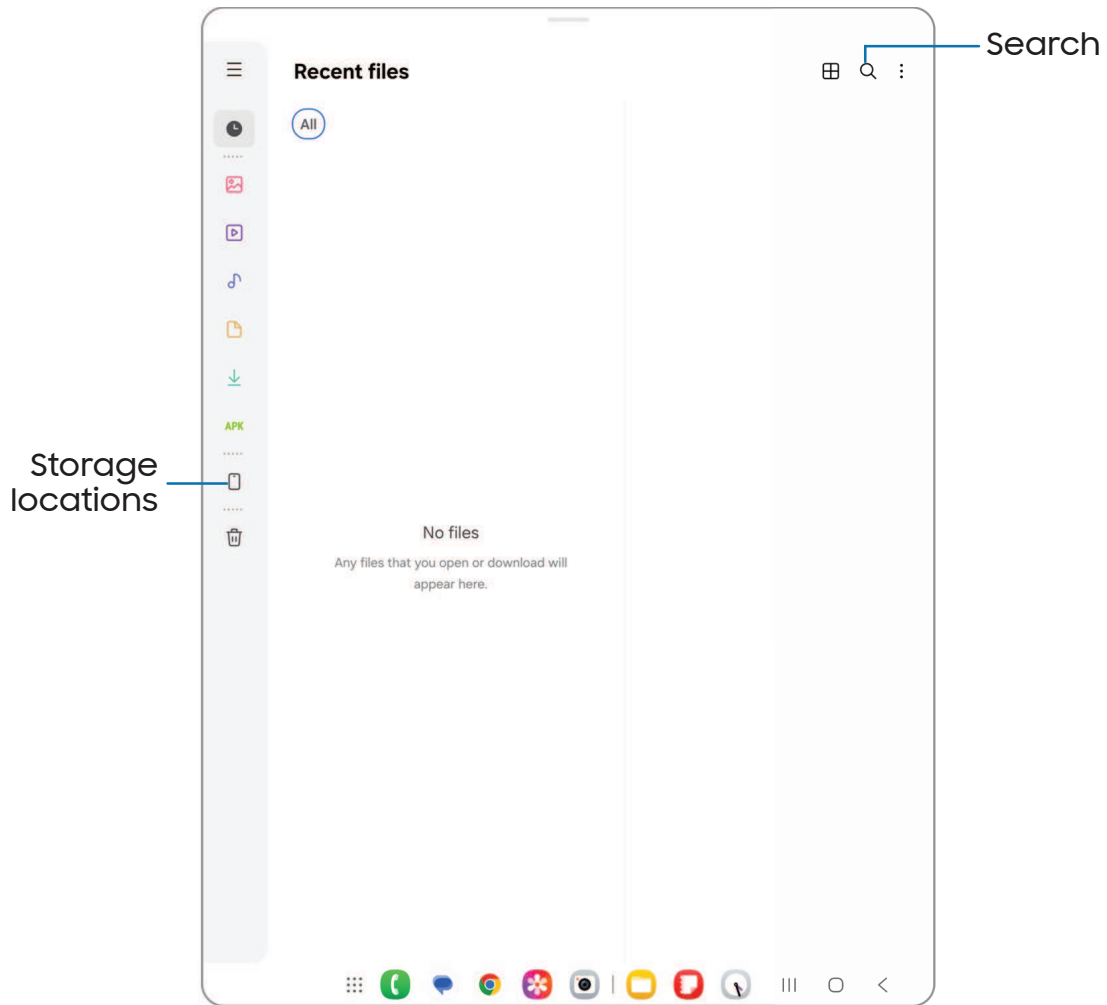 Search
Recent files
All
APK
Storage
locations
No files
Any files that you open or download will
appear here.